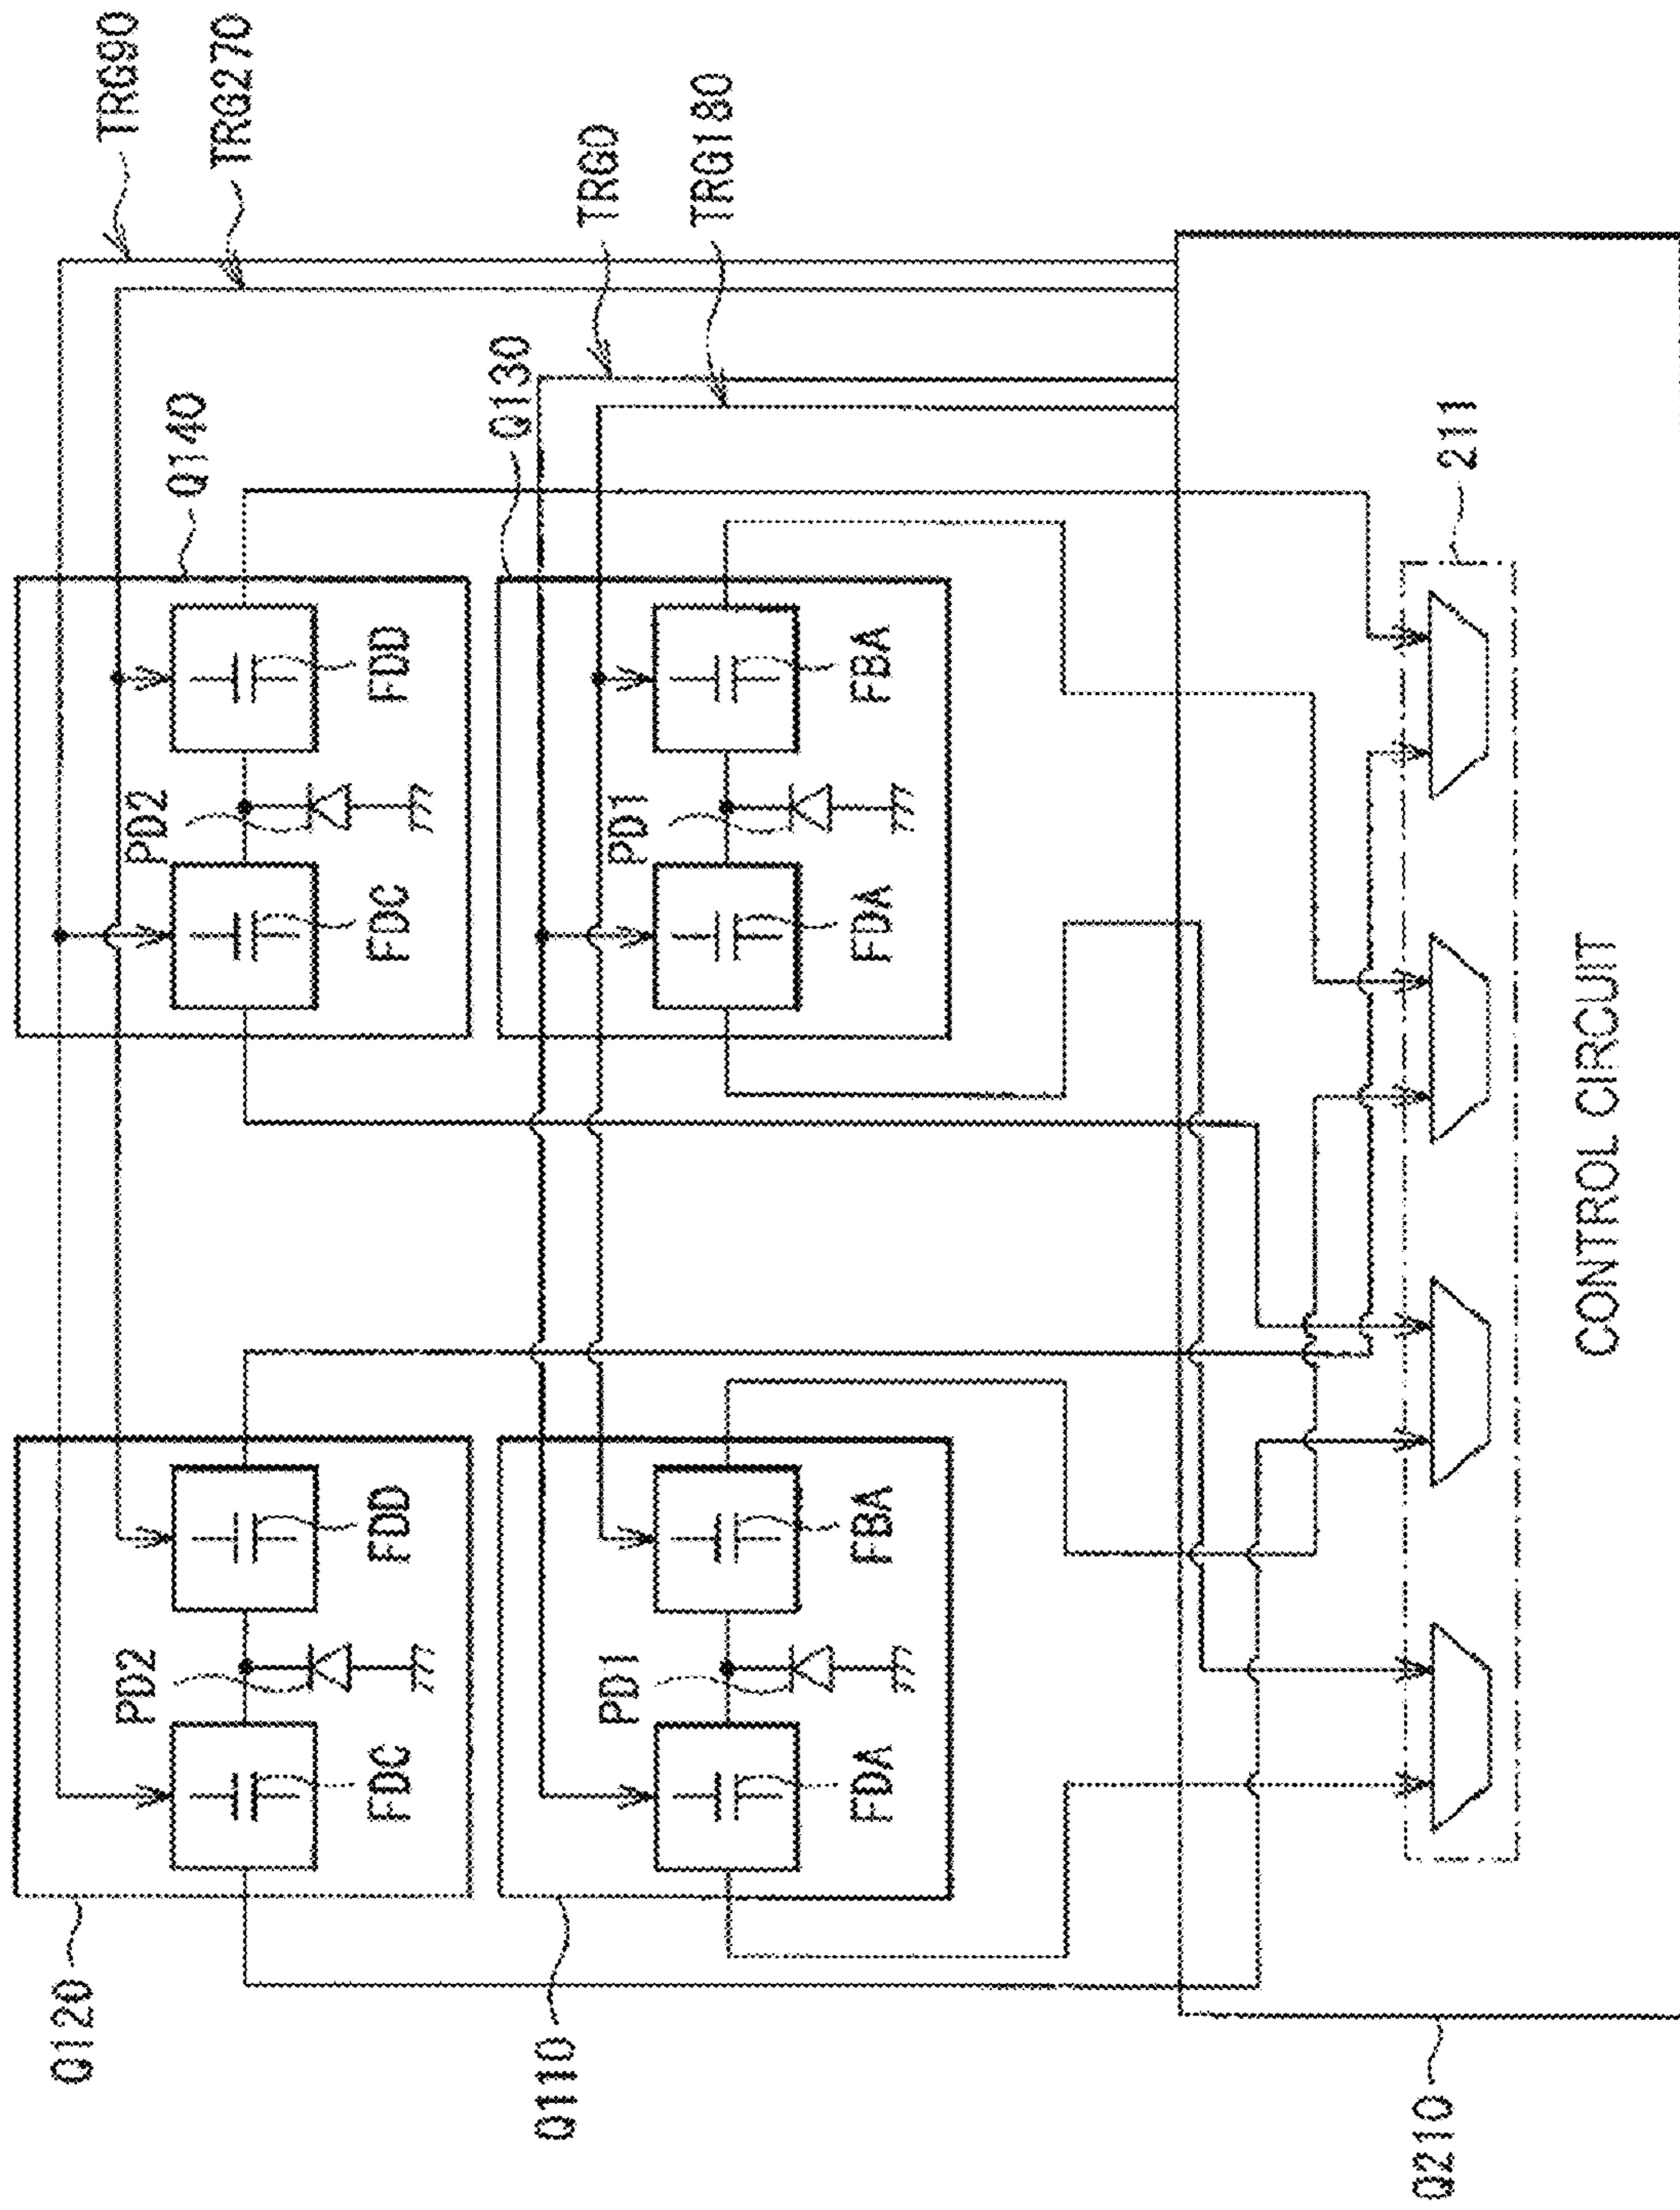 TRG90
TRG270
TRG0
TRG180
Q120
Q140
PD2
PD2
FDC
FDD
FDC
FDD
Q110
Q130
PD1
PD1
FDA
FBA
FDA
FBA
Q210
211
CONTROL CIRCUIT